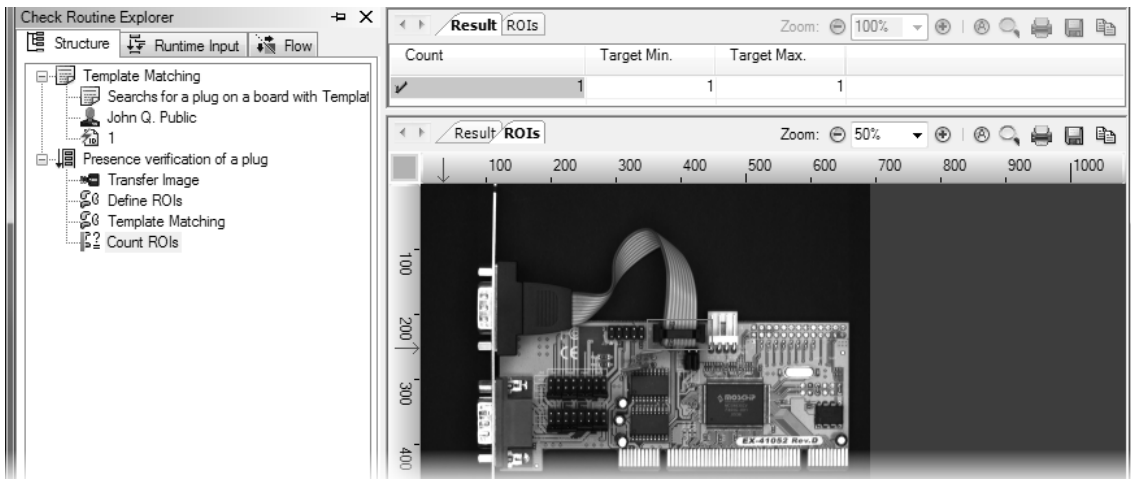 Check Routine Explorer
Structure Runtime Input Flow
Template Matching
Searchs for a plug on a board with Templat
John Q. Public
1
Presence verification of a plug
Transfer Image
Define ROIs
Template Matching
Count ROIs
Result ROIs Zoom: 100%
Count Target Min. Target Max.
1 1 1
Result ROIs Zoom: 50%
100 200 300 400 500 600 700 800 900 1000
100
200
300
400
CE
MOSCHIP
EX-41052 Rev.D